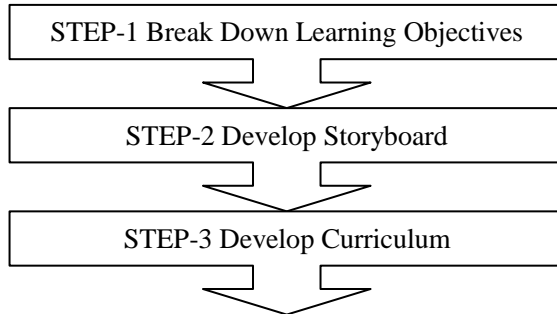 STEP-1 Break Down Learning Objectives
STEP-2 Develop Storyboard
STEP-3 Develop Curriculum